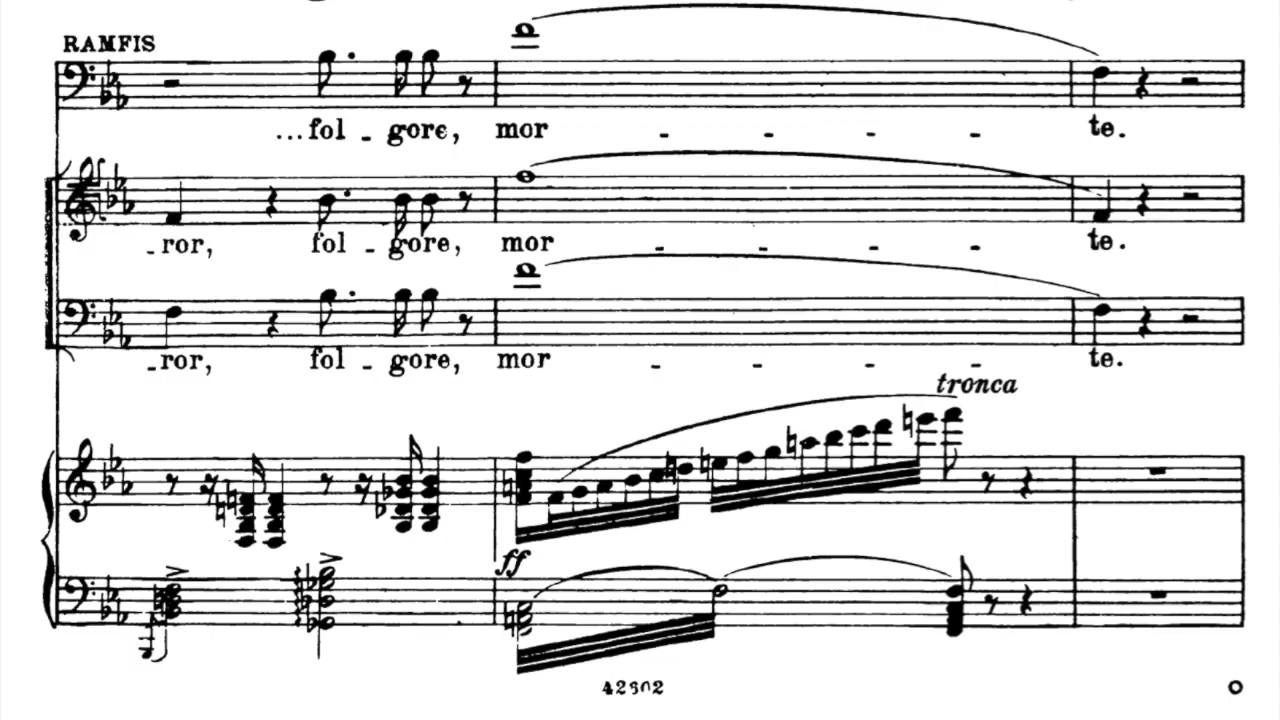 RAMFIS
...fol - gore, mor - - - - te.
-ror, fol - gore, mor - - - - te.
-ror, fol - gore, mor - - - - te.
tronca
ff
42302
O